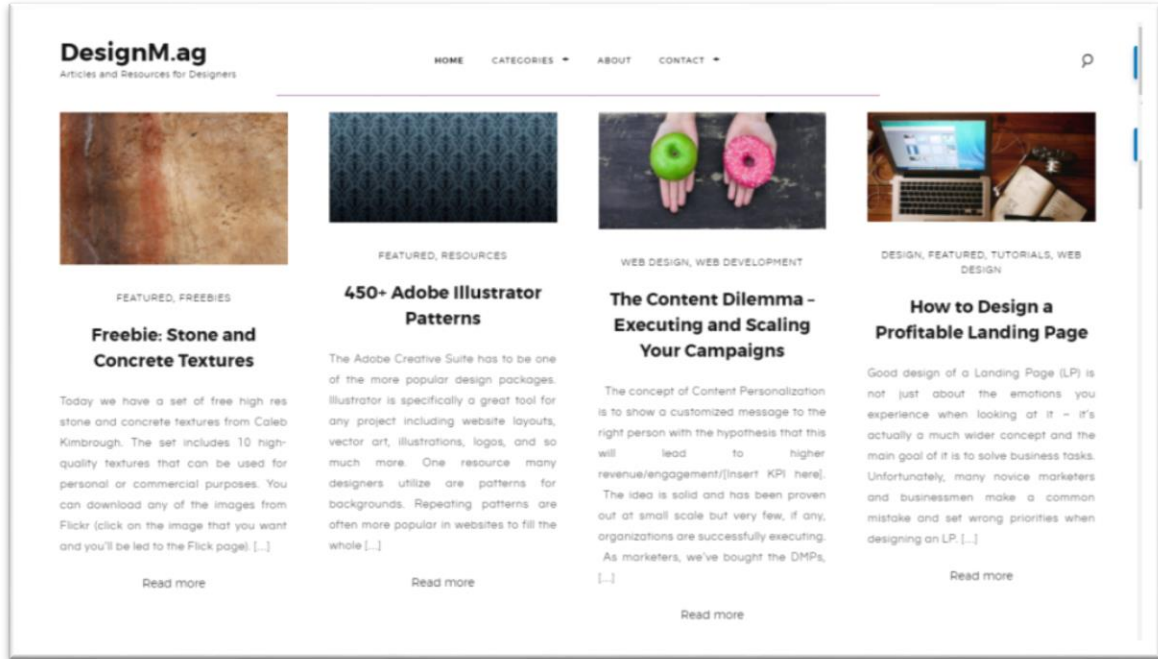 DesignM.ag
Articles and Resources for Designers
HOME CATEGORIES ABOUT CONTACT
FEATURED, FREEBIES
Freebie: Stone and
Concrete Textures
Today we have a set of free high res
stone and concrete textures from Caleb
Kimbrough. The set includes 10 high-
quality textures that can be used for
personal or commercial purposes. You
can download any of the images from
Flickr (click on the image that you want
and you'll be led to the Flick page). [...]
Read more
FEATURED, RESOURCES
450+ Adobe Illustrator
Patterns
The Adobe Creative Suite has to be one
of the more popular design packages.
Illustrator is specifically a great tool for
any project including website layouts,
vector art, illustrations, logos, and so
much more. One resource many
designers utilize are patterns for
backgrounds. Repeating patterns are
often more popular in websites to fill the
whole [...]
Read more
WEB DESIGN, WEB DEVELOPMENT
The Content Dilemma –
Executing and Scaling
Your Campaigns
The concept of Content Personalization
is to show a customized message to the
right person with the hypothesis that this
will lead to higher
revenue/engagement/[Insert KPI here].
The idea is solid and has been proven
out at small scale but very few, if any,
organizations are successfully executing.
As marketers, we've bought the DMPs,
[...]
Read more
DESIGN, FEATURED, TUTORIALS, WEB
DESIGN
How to Design a
Profitable Landing Page
Good design of a Landing Page (LP) is
not just about the emotions you
experience when looking at it – it's
actually a much wider concept and the
main goal of it is to solve business tasks.
Unfortunately, many novice marketers
and businessmen make a common
mistake and set wrong priorities when
designing an LP. [...]
Read more